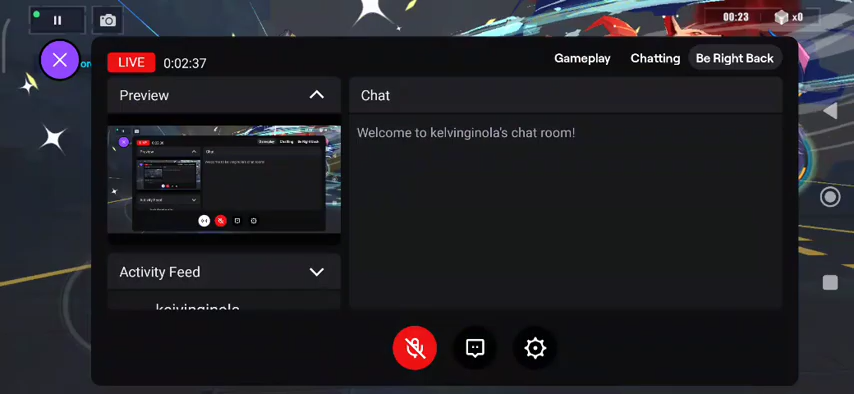 00:23
x0
LIVE
0:02:37
Gameplay
Chatting
Be Right Back
Preview
Chat
Welcome to kelvinginola's chat room!
Activity Feed
kelvinginola